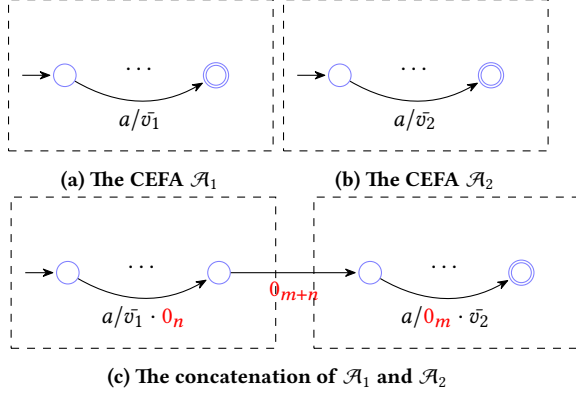 ··· ···
a/v̄₁ a/v̄₂
(a) The CEFA 𝒜₁ (b) The CEFA 𝒜₂
··· ···
0ₘ₊ₙ
a/v̄₁ · 0ₙ a/0ₘ · v̄₂
(c) The concatenation of 𝒜₁ and 𝒜₂